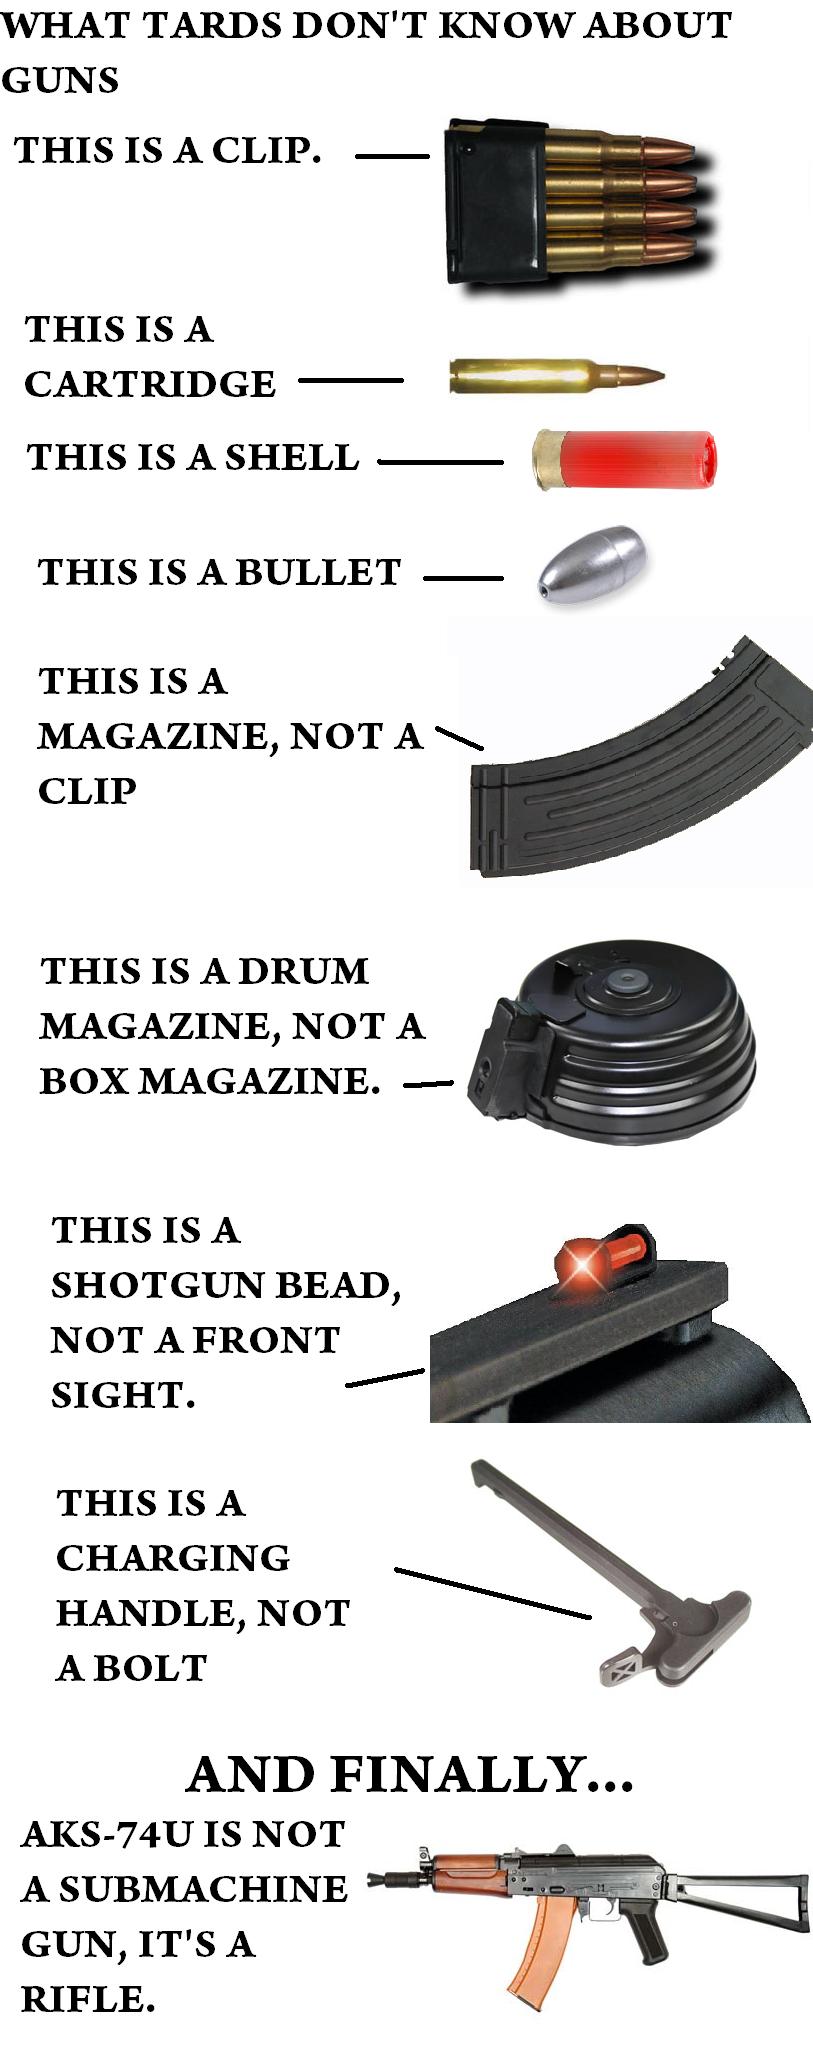 WHAT TARDS DON'T KNOW ABOUT
GUNS
THIS IS A CLIP.
THIS IS A
CARTRIDGE
THIS IS A SHELL
THIS IS A BULLET
THIS IS A
MAGAZINE, NOT A
CLIP
THIS IS A DRUM
MAGAZINE, NOT A
BOX MAGAZINE.
THIS IS A
SHOTGUN BEAD,
NOT A FRONT
SIGHT.
THIS IS A
CHARGING
HANDLE, NOT
A BOLT
AND FINALLY...
AKS-74U IS NOT
A SUBMACHINE
GUN, IT'S A
RIFLE.